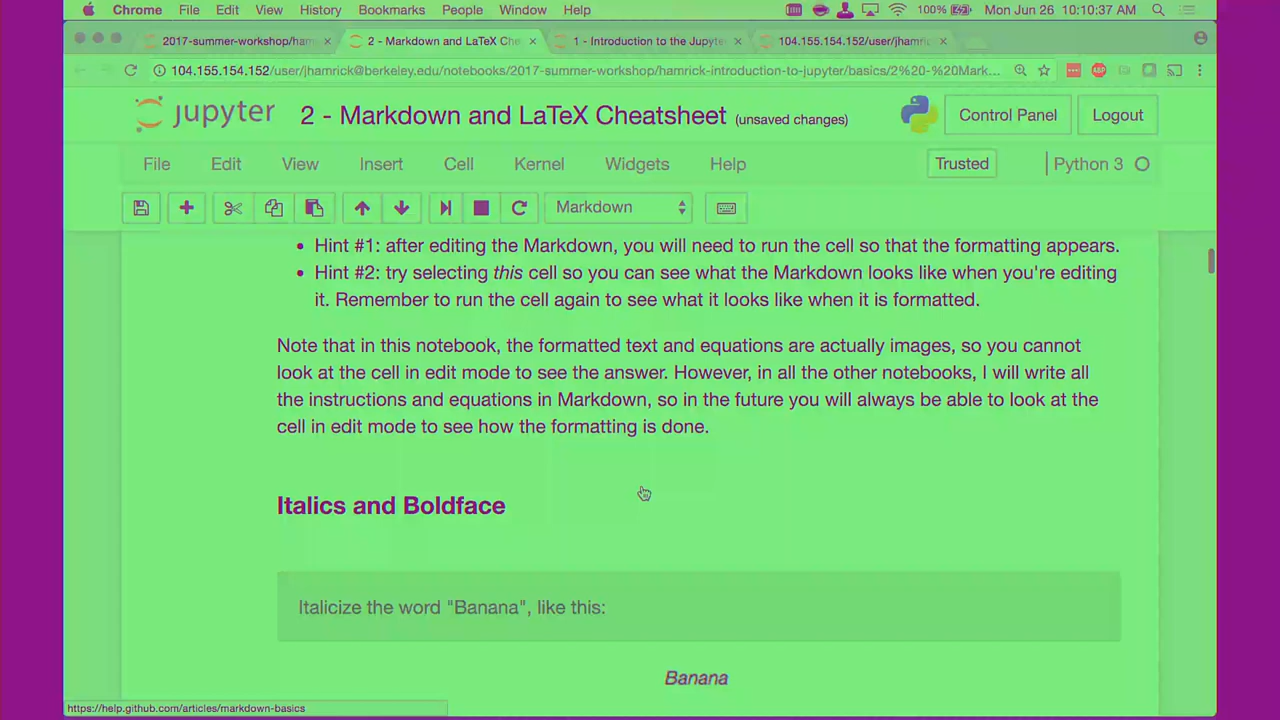 Chrome File Edit View History Bookmarks People Window Help 100% Mon Jun 26 10:10:37 AM
2017-summer-workshop/ham 2 - Markdown and LaTeX Che 1 - Introduction to the Jupyte 104.155.154.152/user/jhamric
104.155.154.152/user/jhamrick@berkeley.edu/notebooks/2017-summer-workshop/hamrick-introduction-to-jupyter/basics/2%20-%20Mark...
jupyter 2 - Markdown and LaTeX Cheatsheet (unsaved changes) Control Panel Logout
File Edit View Insert Cell Kernel Widgets Help Trusted Python 3
Markdown
• Hint #1: after editing the Markdown, you will need to run the cell so that the formatting appears.
• Hint #2: try selecting this cell so you can see what the Markdown looks like when you're editing
it. Remember to run the cell again to see what it looks like when it is formatted.
Note that in this notebook, the formatted text and equations are actually images, so you cannot
look at the cell in edit mode to see the answer. However, in all the other notebooks, I will write all
the instructions and equations in Markdown, so in the future you will always be able to look at the
cell in edit mode to see how the formatting is done.
Italics and Boldface
Italicize the word "Banana", like this:
Banana
https://help.github.com/articles/markdown-basics